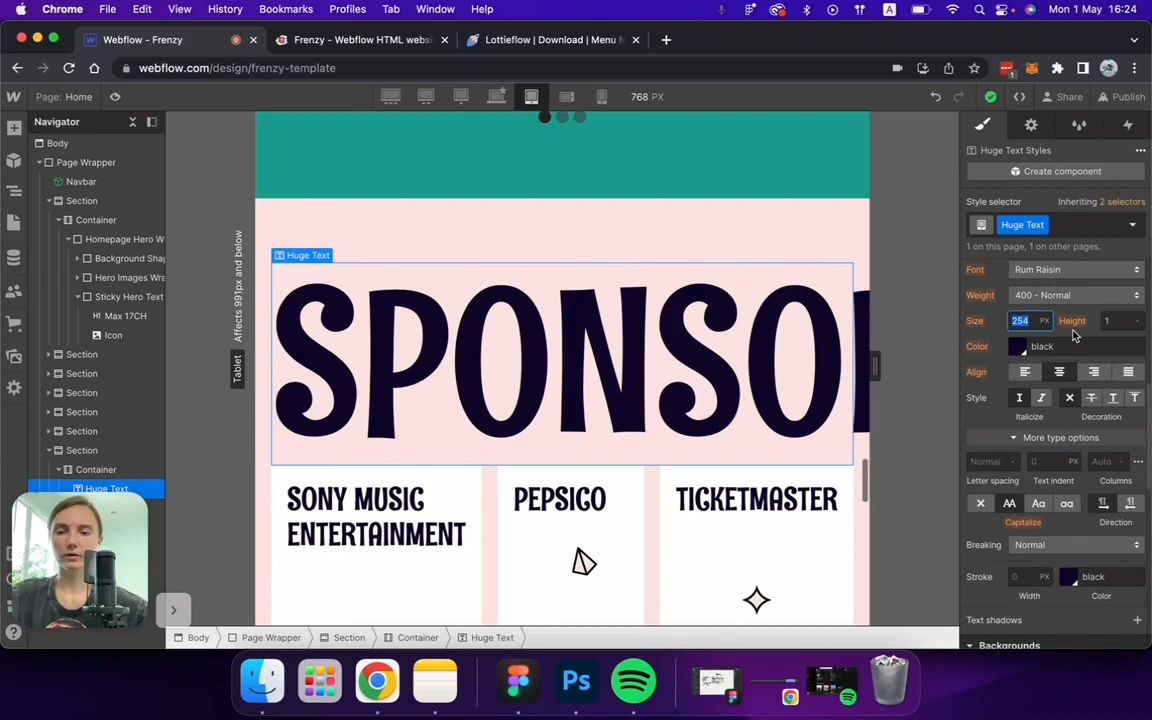 Chrome File Edit View History Bookmarks Profiles Tab Window Help A Mon 1 May 16:24
Webflow - Frenzy Frenzy - Webflow HTML websi Lottieflow | Download | Menu N
webflow.com/design/frenzy-template 1
W Page: Home 768 PX Share Publish
Navigator
Body
Page Wrapper
Navbar
Section
Container
Homepage Hero W
Background Shap
Hero Images Wra
Sticky Hero Text
H1 Max 17CH
Icon
Section
Section
Section
Section
Section
Section
Container
Huge Text
Affects 991px and below
Tablet
Huge Text
SPONSO
SONY MUSIC
ENTERTAINMENT
PEPSICO
TICKETMASTER
Body Page Wrapper Section Container Huge Text
Huge Text Styles
Create component
Style selector Inheriting 2 selectors
Huge Text
1 on this page, 1 on other pages.
Font Rum Raisin
Weight 400 - Normal
Size 254 PX Height 1 -
Color black
Align
Style I I
Italicize Decoration
More type options
Normal 0 PX Auto
Letter spacing Text indent Columns
AA Aa aa
Capitalize Direction
Breaking Normal
Stroke 0 PX black
Width Color
Text shadows
Backgrounds
Ps